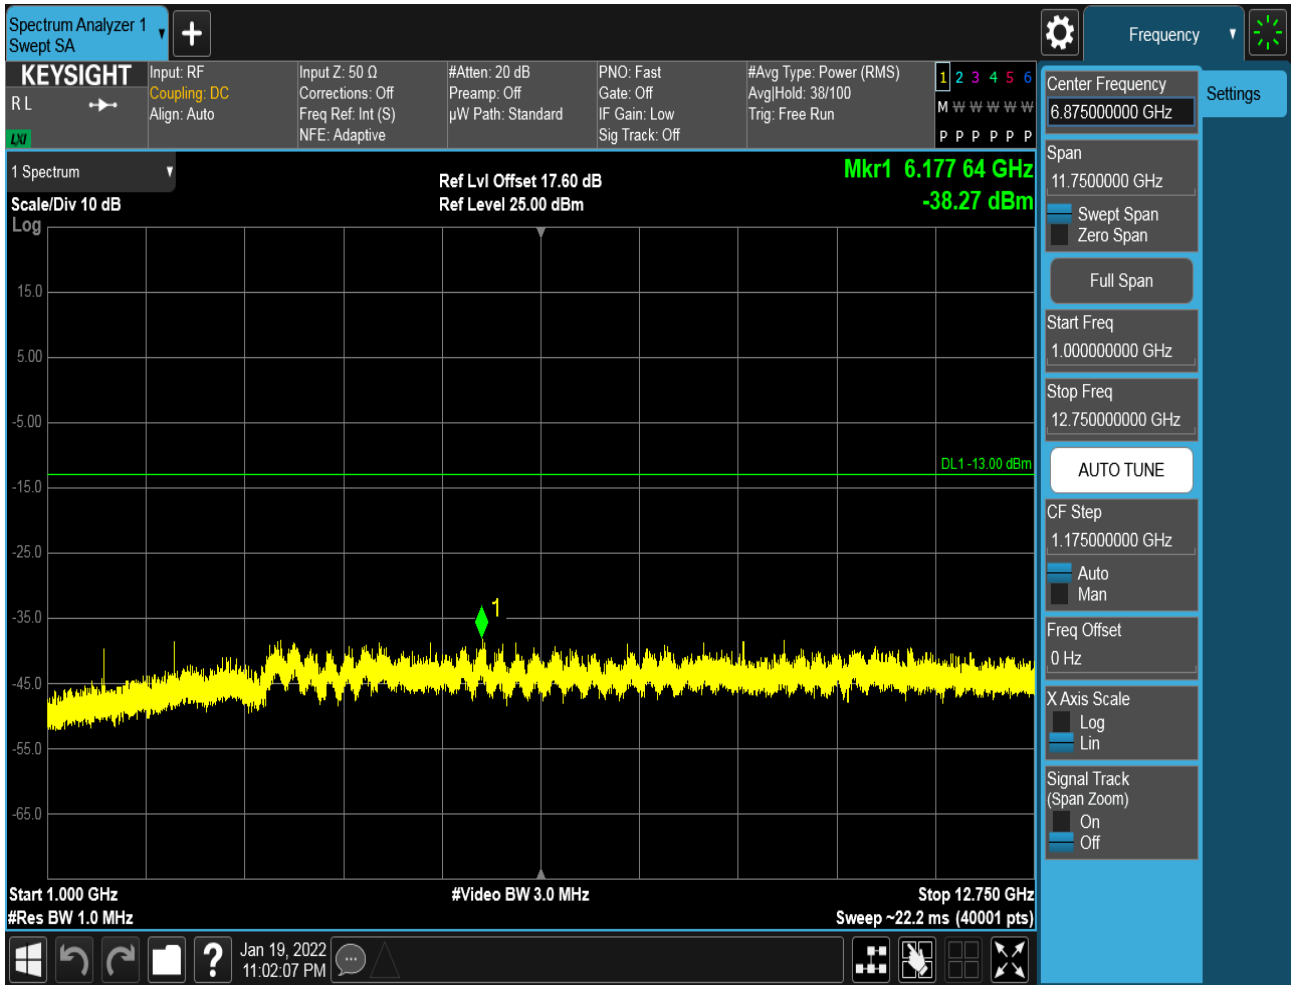 Spectrum Analyzer 1
Swept SA
Frequency
KEYSIGHT
R L
LXI
Input: RF
Coupling: DC
Align: Auto
Input Z: 50 Ω
Corrections: Off
Freq Ref: Int (S)
NFE: Adaptive
#Atten: 20 dB
Preamp: Off
µW Path: Standard
PNO: Fast
Gate: Off
IF Gain: Low
Sig Track: Off
#Avg Type: Power (RMS)
Avg|Hold: 38/100
Trig: Free Run
1 2 3 4 5 6
M W W W W W
P P P P P P
1 Spectrum
Scale/Div 10 dB
Log
Ref Lvl Offset 17.60 dB
Ref Level 25.00 dBm
Mkr1 6.177 64 GHz
-38.27 dBm
15.0
5.00
-5.00
-15.0
-25.0
-35.0
-45.0
-55.0
-65.0
DL1 -13.00 dBm
1
Start 1.000 GHz
#Res BW 1.0 MHz
#Video BW 3.0 MHz
Stop 12.750 GHz
Sweep ~22.2 ms (40001 pts)
Center Frequency
6.875000000 GHz
Settings
Span
11.7500000 GHz
Swept Span
Zero Span
Full Span
Start Freq
1.000000000 GHz
Stop Freq
12.750000000 GHz
AUTO TUNE
CF Step
1.175000000 GHz
Auto
Man
Freq Offset
0 Hz
X Axis Scale
Log
Lin
Signal Track
(Span Zoom)
On
Off
?
Jan 19, 2022
11:02:07 PM